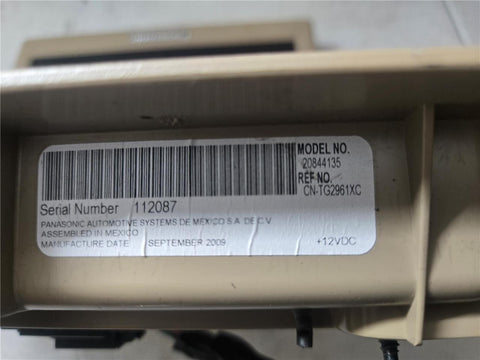 MODEL NO.
20844135
REF NO.
CN-TG2961XC
Serial Number 112087
PANASONIC AUTOMOTIVE SYSTEMS DE MEXICO S.A. DE C.V.
ASSEMBLED IN MEXICO
MANUFACTURE DATE SEPTEMBER 2009 +12VDC